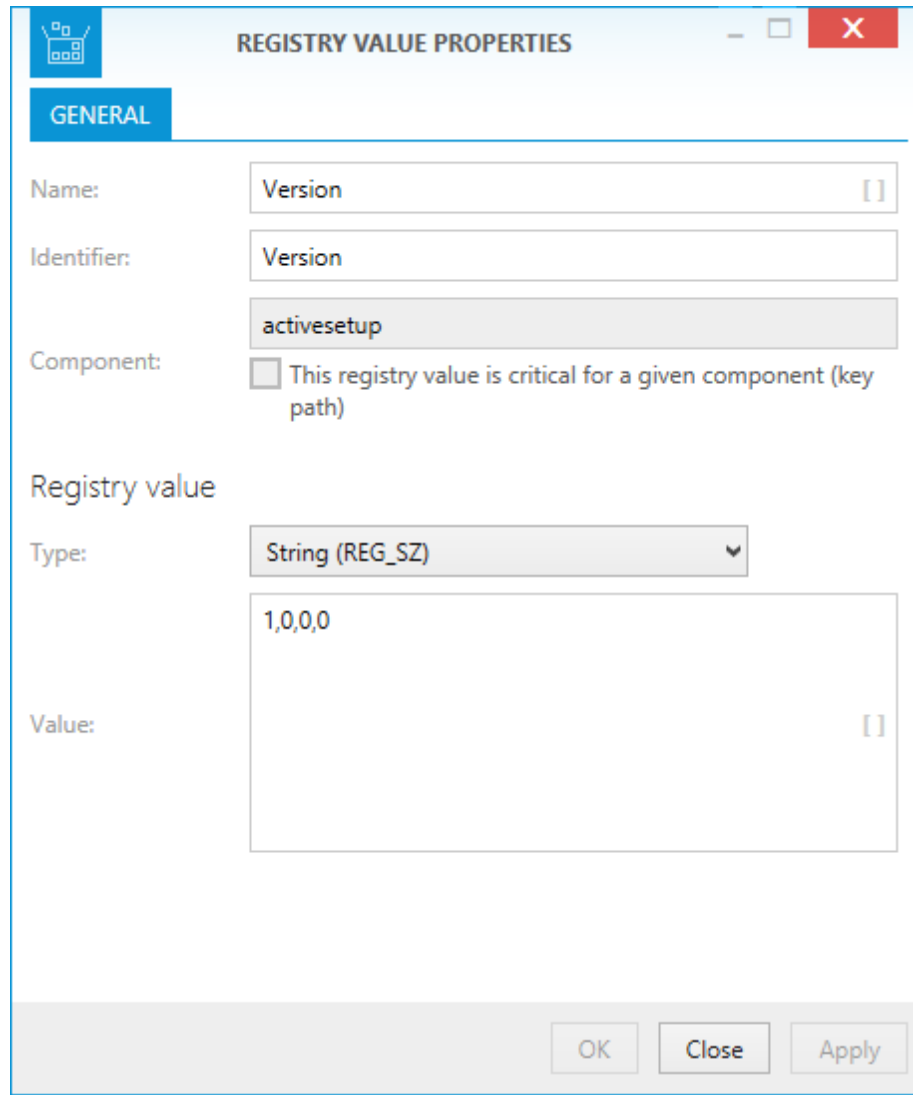 REGISTRY VALUE PROPERTIES
GENERAL
Name:
Version
[ ]
Identifier:
Version
Component:
activesetup
This registry value is critical for a given component (key
path)
Registry value
Type:
String (REG_SZ)
Value:
1,0,0,0
[ ]
OK
Close
Apply